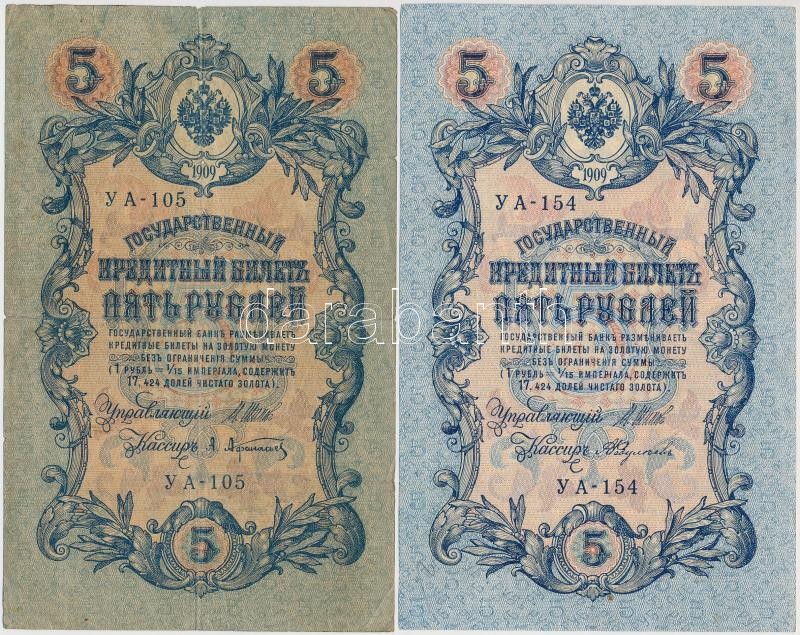 5 5
1909
УА-105
ГОСУДАРСТВЕННЫЙ
КРЕДИТНЫЙ БИЛЕТЪ
ПЯТЬ РУБЛЕЙ
ГОСУДАРСТВЕННЫЙ БАНКЪ РАЗМѢНИВАЕТЪ
КРЕДИТНЫЕ БИЛЕТЫ НА ЗОЛОТУЮ МОНЕТУ
БЕЗЪ ОГРАНИЧЕНІЯ СУММЫ
(1 РУБЛЬ = 1/15 ИМПЕРІАЛА, СОДЕРЖИТЪ
17,424 ДОЛЕЙ ЧИСТАГО ЗОЛОТА).
Управляющій
Кассиръ
УА-105
5
5 5
1909
УА-154
ГОСУДАРСТВЕННЫЙ
КРЕДИТНЫЙ БИЛЕТЪ
ПЯТЬ РУБЛЕЙ
ГОСУДАРСТВЕННЫЙ БАНКЪ РАЗМѢНИВАЕТЪ
КРЕДИТНЫЕ БИЛЕТЫ НА ЗОЛОТУЮ МОНЕТУ
БЕЗЪ ОГРАНИЧЕНІЯ СУММЫ
(1 РУБЛЬ = 1/15 ИМПЕРІАЛА, СОДЕРЖИТЪ
17,424 ДОЛЕЙ ЧИСТАГО ЗОЛОТА).
Управляющій
Кассиръ
УА-154
5